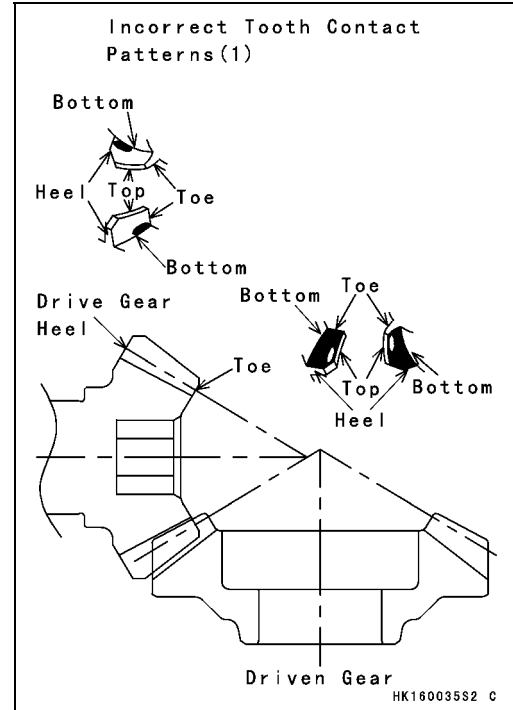 Incorrect Tooth Contact
Patterns(1)
Bottom
Heel
Top
Toe
Bottom
Drive Gear
Heel
Toe
Bottom
Toe
Top
Bottom
Heel
Driven Gear
HK160035S2 C